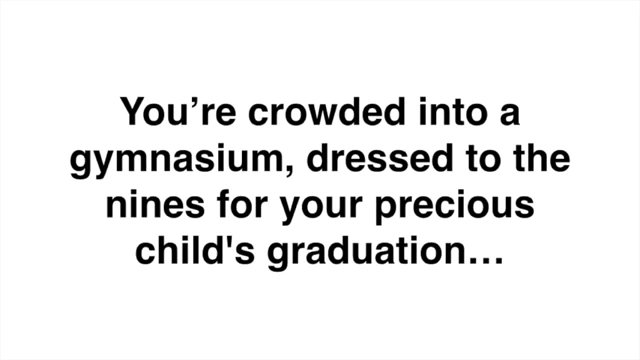 You’re crowded into a
gymnasium, dressed to the
nines for your precious
child's graduation…